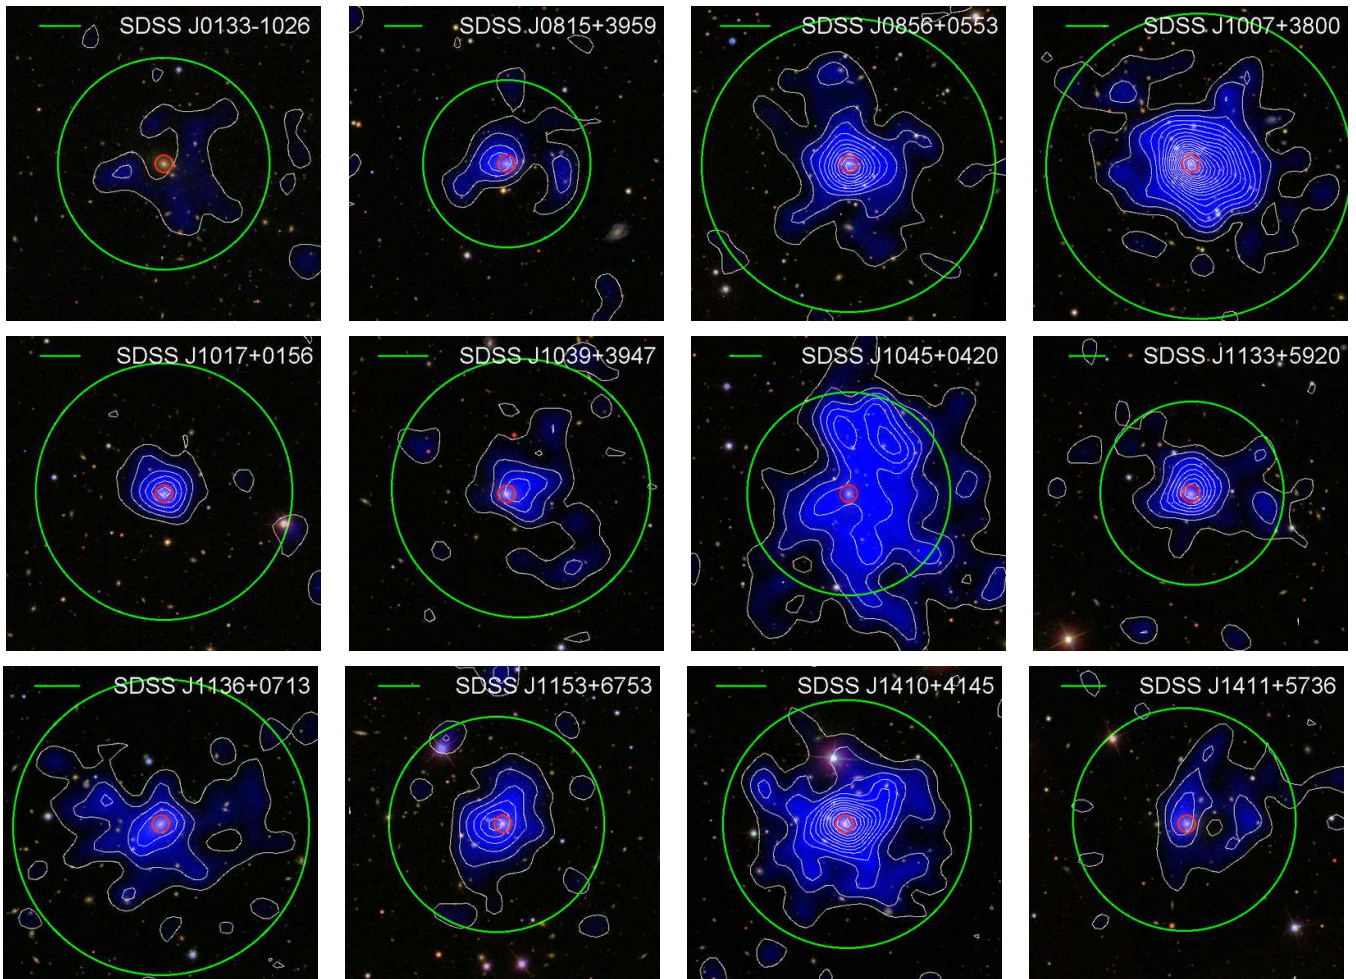 SDSS J0133-1026
SDSS J0815+3959
SDSS J0856+0553
SDSS J1007+3800
SDSS J1017+0156
SDSS J1039+3947
SDSS J1045+0420
SDSS J1133+5920
SDSS J1136+0713
SDSS J1153+6753
SDSS J1410+4145
SDSS J1411+5736